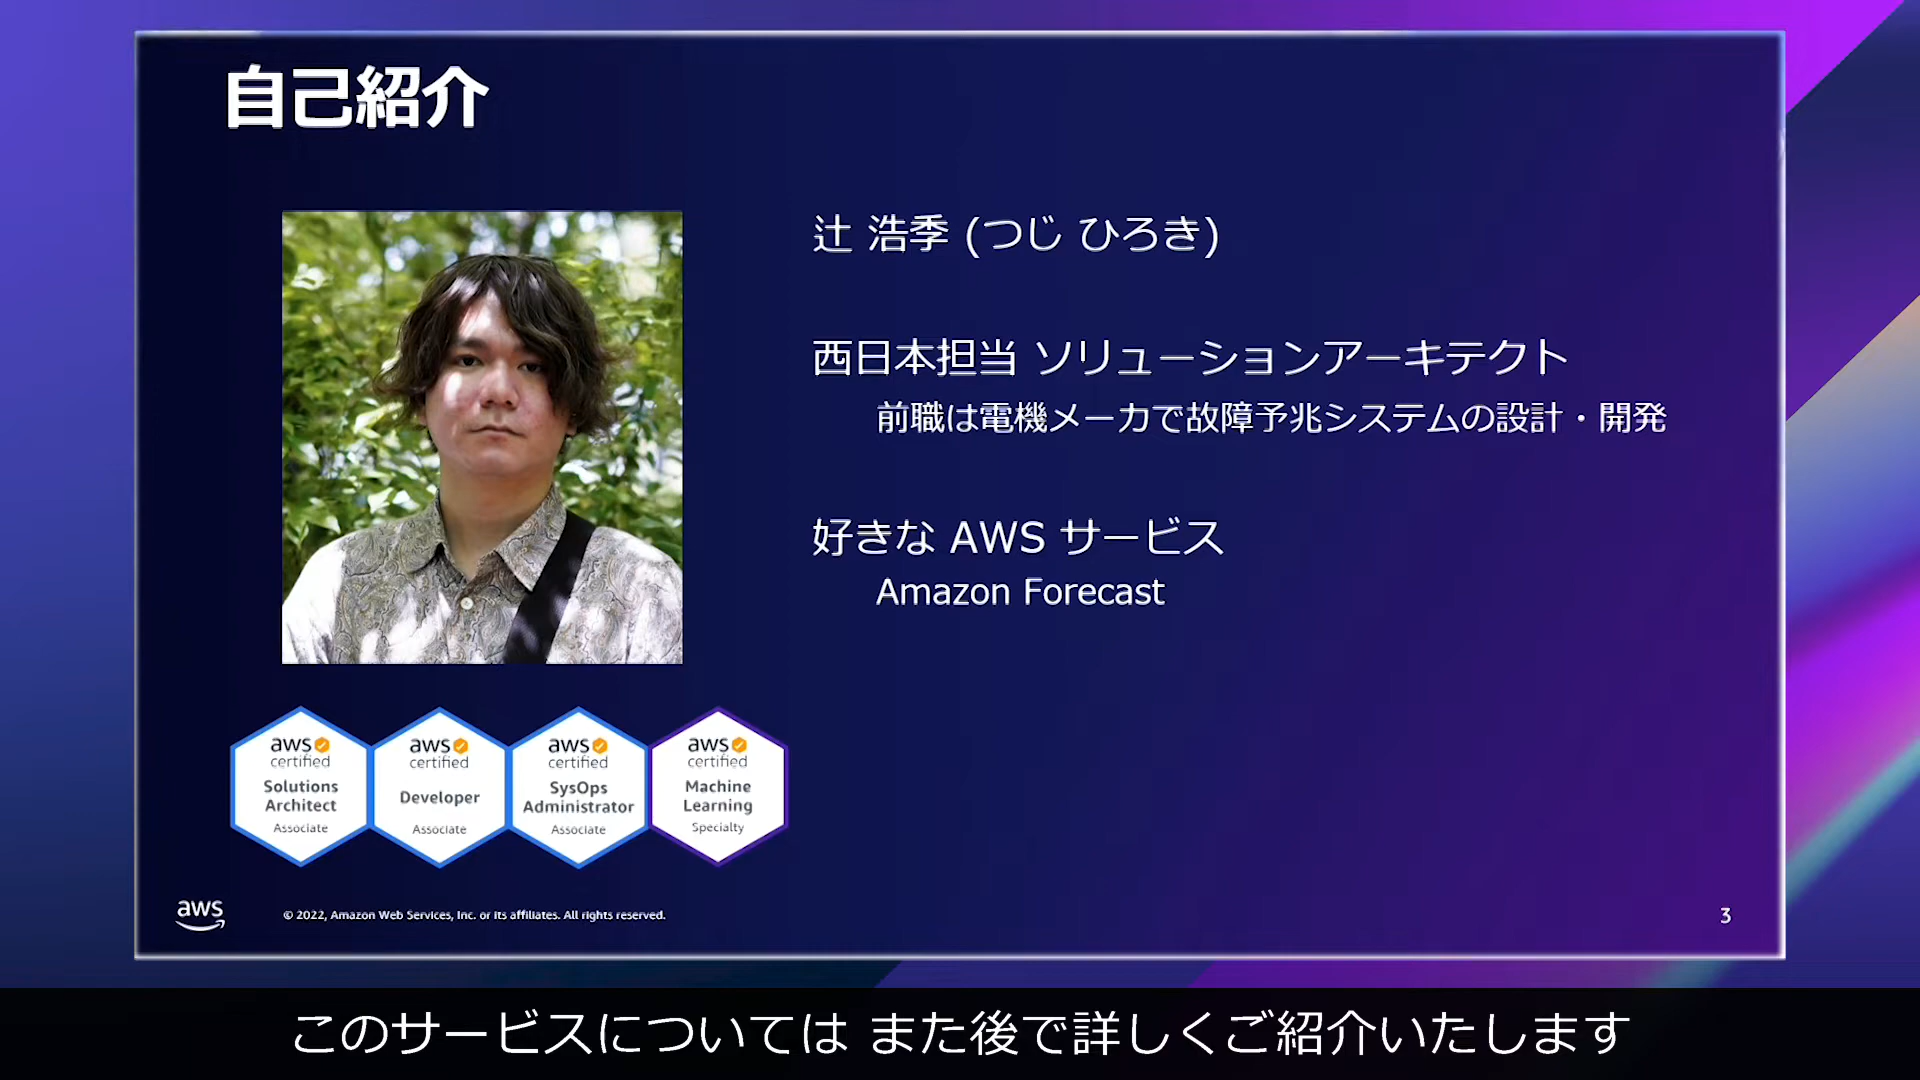 自己紹介
辻 浩季 (つじ ひろき)
西日本担当 ソリューションアーキテクト
前職は電機メーカで故障予兆システムの設計・開発
好きな AWS サービス
Amazon Forecast
aws
certified
Solutions
Architect
Associate
aws
certified
Developer
Associate
aws
certified
SysOps
Administrator
Associate
aws
certified
Machine
Learning
Specialty
aws
© 2022, Amazon Web Services, Inc. or its affiliates. All rights reserved.
3
このサービスについては また後で詳しくご紹介いたします